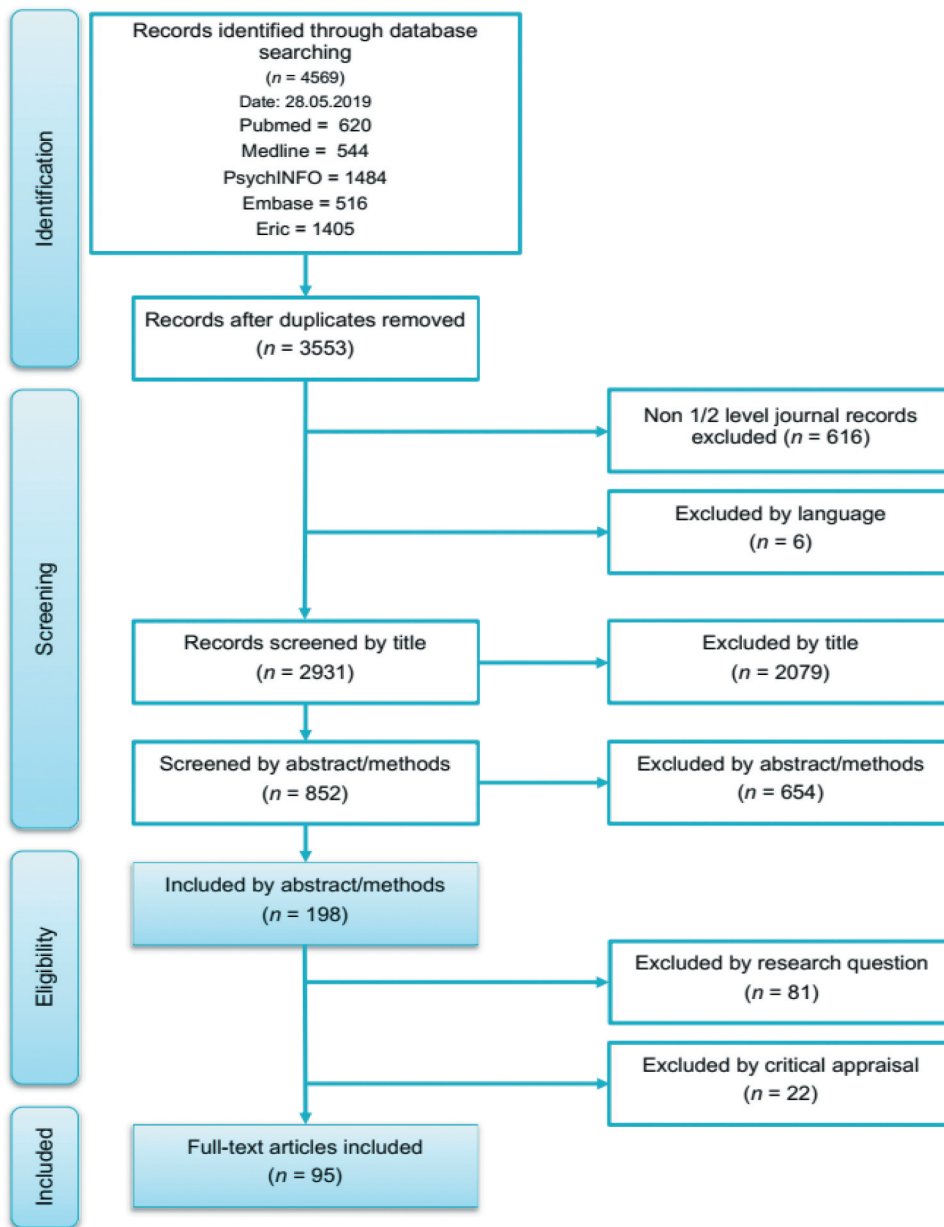 Identification
Records identified through database
searching
(n = 4569)
Date: 28.05.2019
Pubmed = 620
Medline = 544
PsychINFO = 1484
Embase = 516
Eric = 1405
Records after duplicates removed
(n = 3553)
Screening
Non 1/2 level journal records
excluded (n = 616)
Excluded by language
(n = 6)
Records screened by title
(n = 2931)
Excluded by title
(n = 2079)
Screened by abstract/methods
(n = 852)
Excluded by abstract/methods
(n = 654)
Eligibility
Included by abstract/methods
(n = 198)
Excluded by research question
(n = 81)
Excluded by critical appraisal
(n = 22)
Included
Full-text articles included
(n = 95)